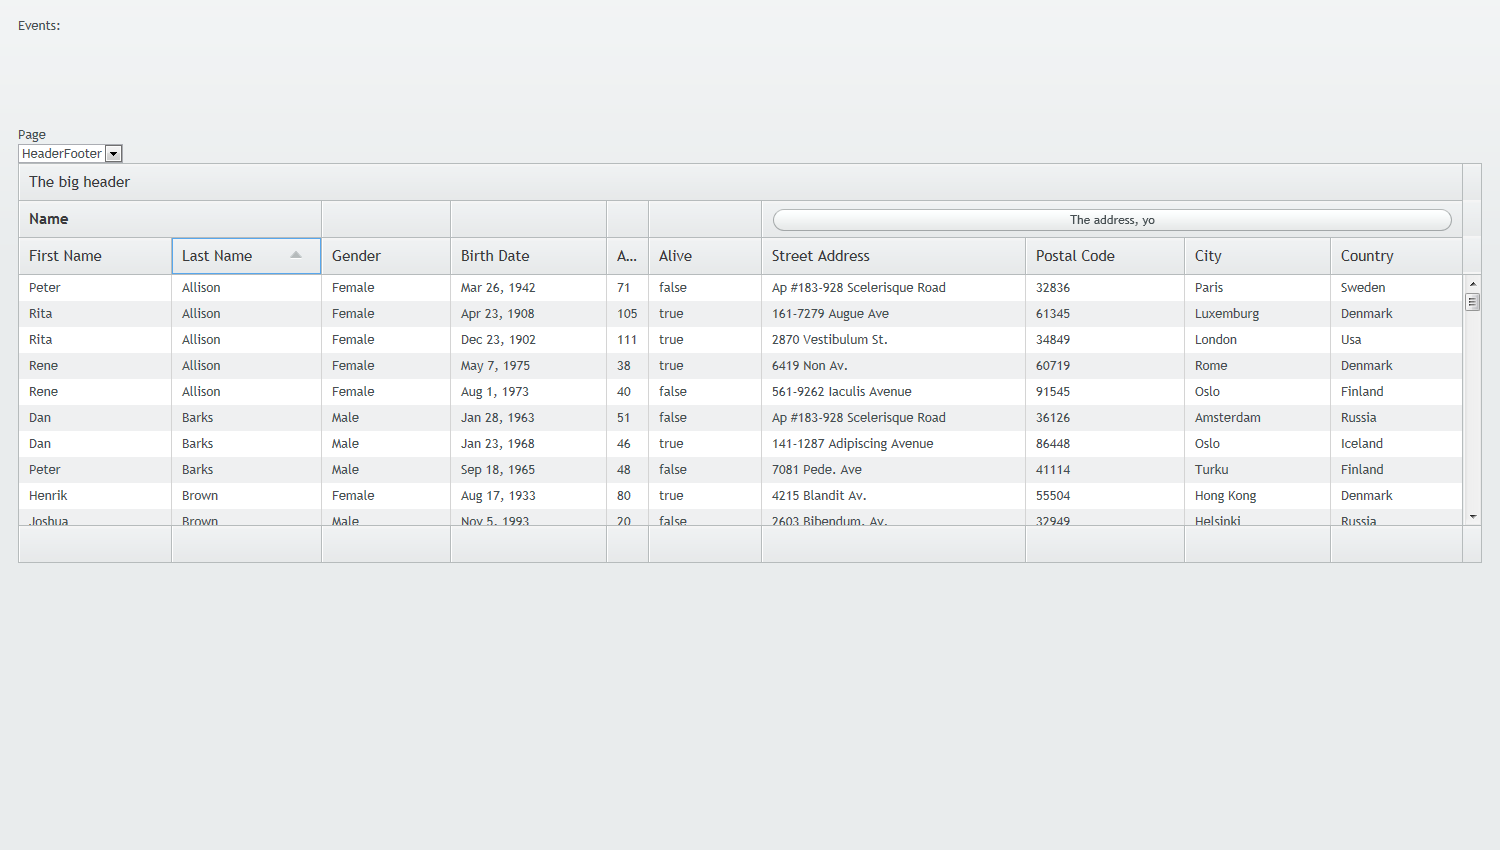 Events:
Page
HeaderFooter
The big header
Name The address, yo
First Name Last Name Gender Birth Date A... Alive Street Address Postal Code City Country
Peter Allison Female Mar 26, 1942 71 false Ap #183-928 Scelerisque Road 32836 Paris Sweden
Rita Allison Female Apr 23, 1908 105 true 161-7279 Augue Ave 61345 Luxemburg Denmark
Rita Allison Female Dec 23, 1902 111 true 2870 Vestibulum St. 34849 London Usa
Rene Allison Female May 7, 1975 38 true 6419 Non Av. 60719 Rome Denmark
Rene Allison Female Aug 1, 1973 40 false 561-9262 Iaculis Avenue 91545 Oslo Finland
Dan Barks Male Jan 28, 1963 51 false Ap #183-928 Scelerisque Road 36126 Amsterdam Russia
Dan Barks Male Jan 23, 1968 46 true 141-1287 Adipiscing Avenue 86448 Oslo Iceland
Peter Barks Male Sep 18, 1965 48 false 7081 Pede. Ave 41114 Turku Finland
Henrik Brown Female Aug 17, 1933 80 true 4215 Blandit Av. 55504 Hong Kong Denmark
Joshua Brown Male Nov 5, 1993 20 false 2603 Bibendum. Av. 32949 Helsinki Russia